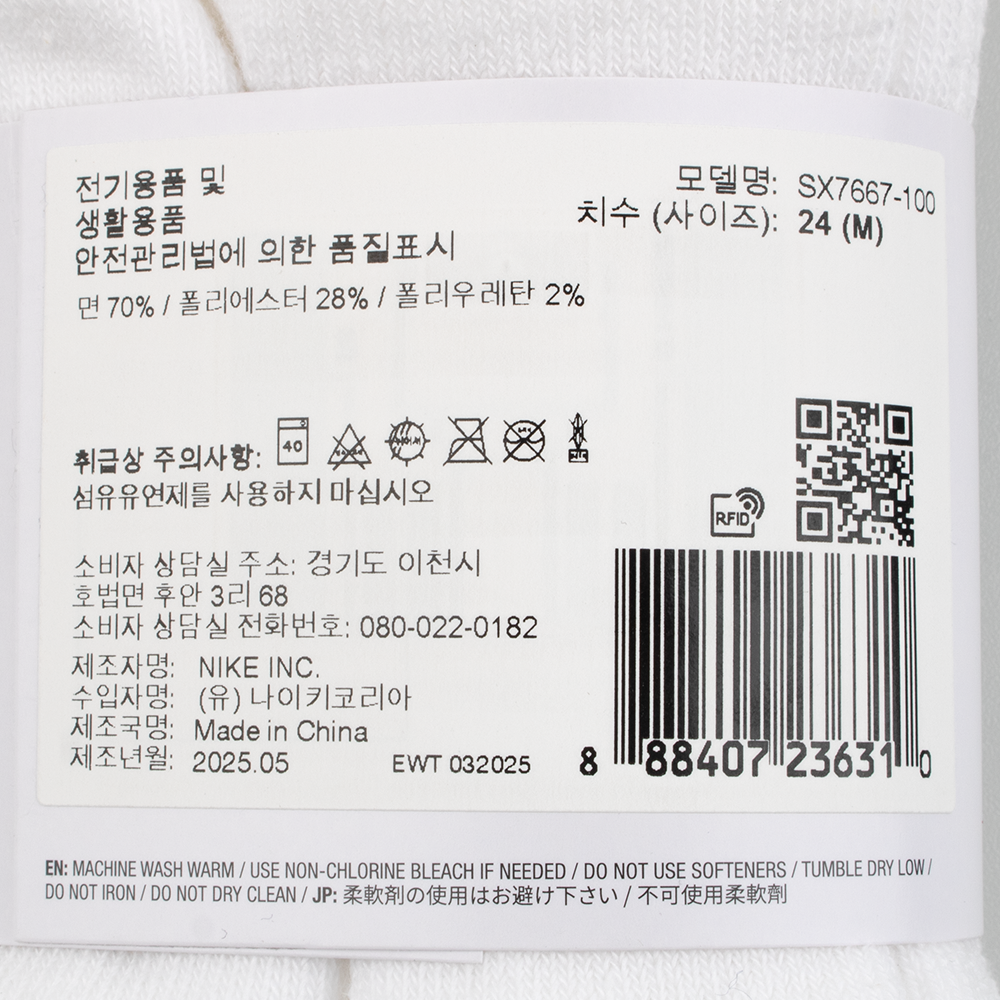 전기용품 및
생활용품
안전관리법에 의한 품질표시
면 70% / 폴리에스터 28% / 폴리우레탄 2%
모델명: SX7667-100
치수 (사이즈): 24 (M)
40
취급상 주의사항:
섬유유연제를 사용하지 마십시오
RFID
소비자 상담실 주소: 경기도 이천시
호법면 후안 3리 68
소비자 상담실 전화번호: 080-022-0182
제조자명: NIKE INC.
수입자명: (유) 나이키코리아
제조국명: Made in China
제조년월: 2025.05
EWT 032025
8 88407 23631 0
EN: MACHINE WASH WARM / USE NON-CHLORINE BLEACH IF NEEDED / DO NOT USE SOFTENERS / TUMBLE DRY LOW /
DO NOT IRON / DO NOT DRY CLEAN / JP: 柔軟剤の使用はお避け下さい / 不可使用柔軟劑